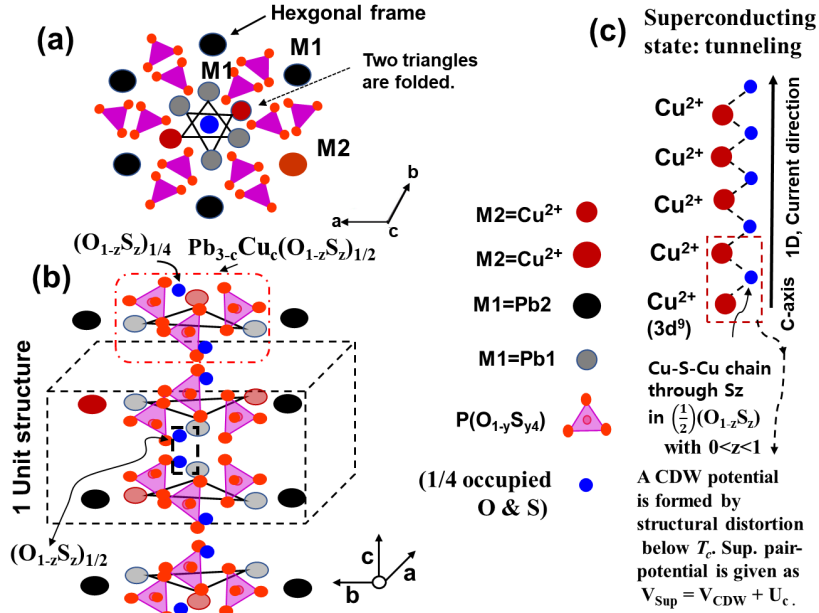 (a)
Hexgonal frame
M1
M1
Two triangles
are folded.
M2
b
a
c
(O1-zSz)1/4
Pb3-cCuc(O1-zSz)1/2
(b)
1 Unit structure
(O1-zSz)1/2
c
a
b
M2=Cu2+
M2=Cu2+
M1=Pb2
M1=Pb1
P(O1-ySy4)
(1/4 occupied
O & S)
(c)
Superconducting
state: tunneling
Cu2+
Cu2+
Cu2+
Cu2+
Cu2+
(3d9)
1D, Current direction
C-axis
Cu-S-Cu chain
through Sz
in (1/2)(O1-zSz)
with 0<z<1
A CDW potential
is formed by
structural distortion
below Tc. Sup. pair-
potential is given as
VSup = VCDW + Uc .